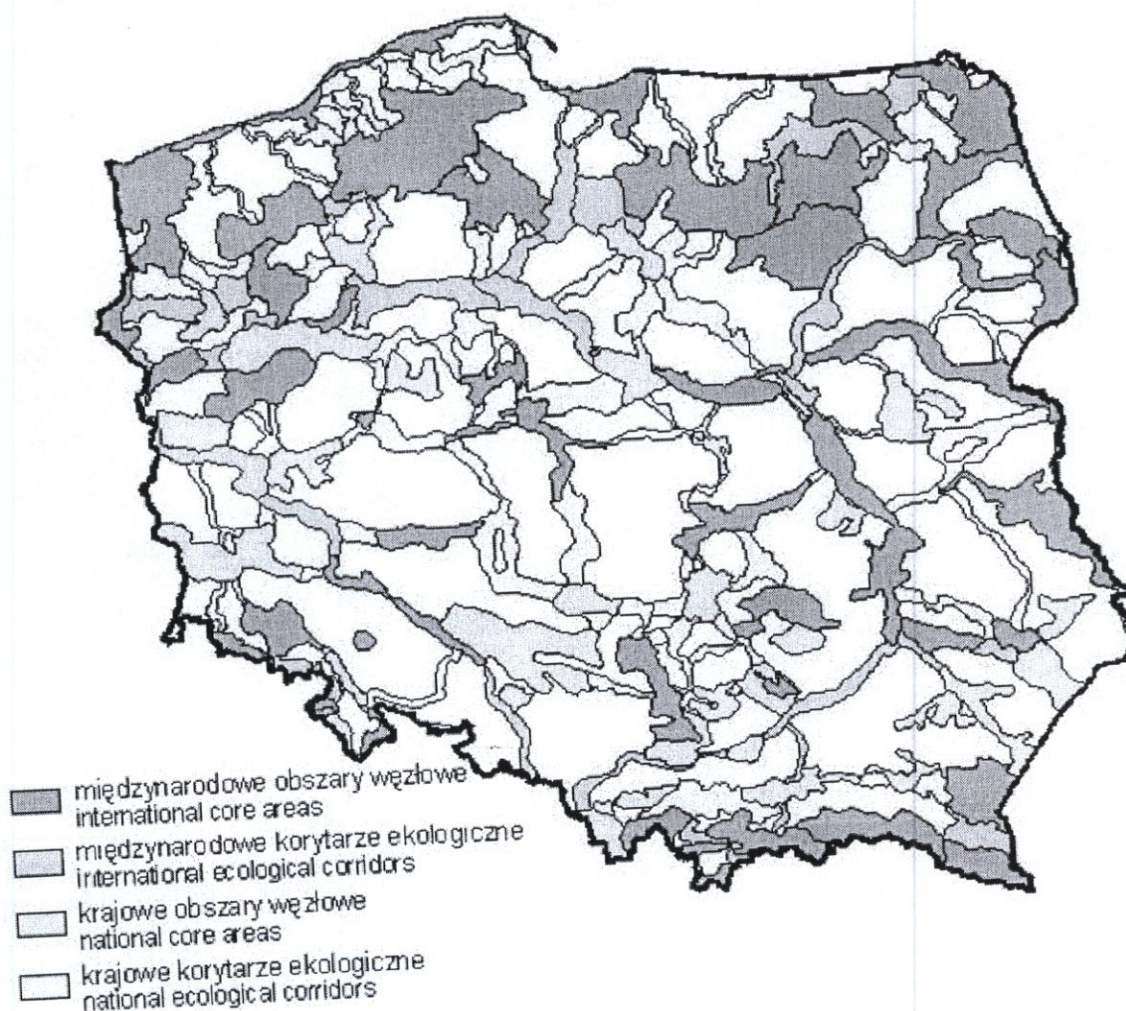 międzynarodowe obszary węzłowe
international core areas
międzynarodowe korytarze ekologiczne
international ecological corridors
krajowe obszary węzłowe
national core areas
krajowe korytarze ekologiczne
national ecological corridors